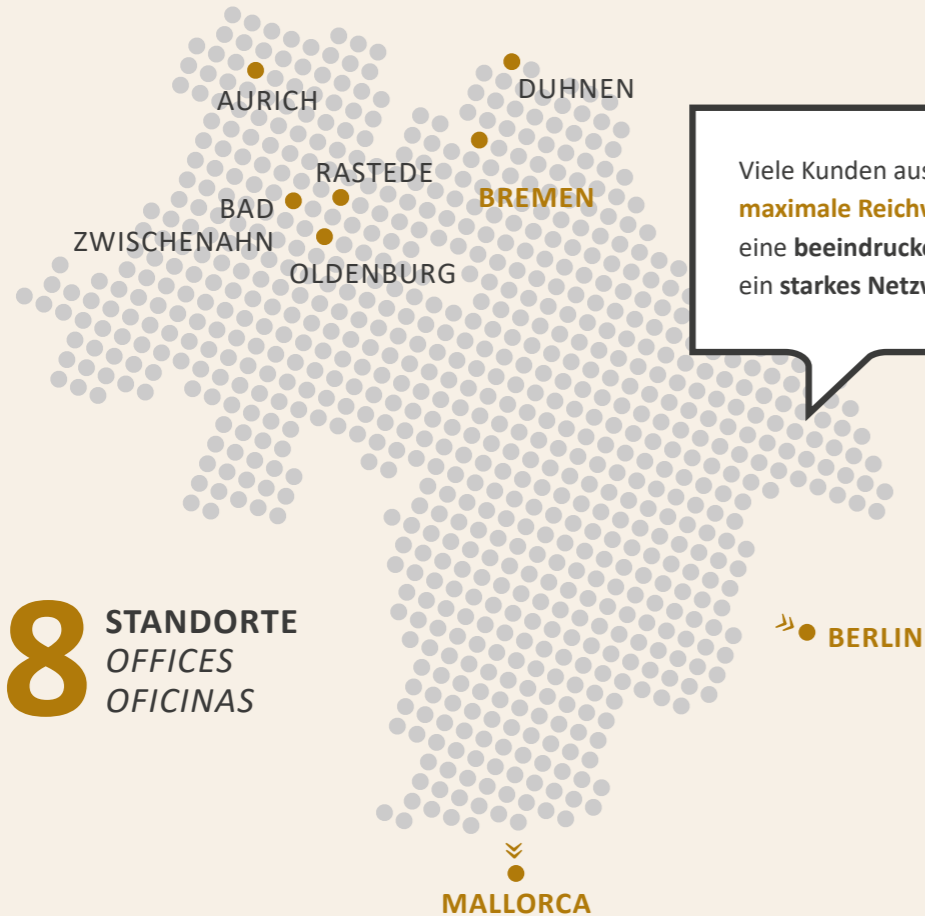 DUHNEN
AURICH
RASTEDE
BREMEN
BAD
ZWISCHENAHN
OLDENBURG
Viele Kunden aus
maximale Reichw
eine beeindrucke
ein starkes Netzw
8
STANDORTE
OFFICES
OFICINAS
BERLIN
MALLORCA